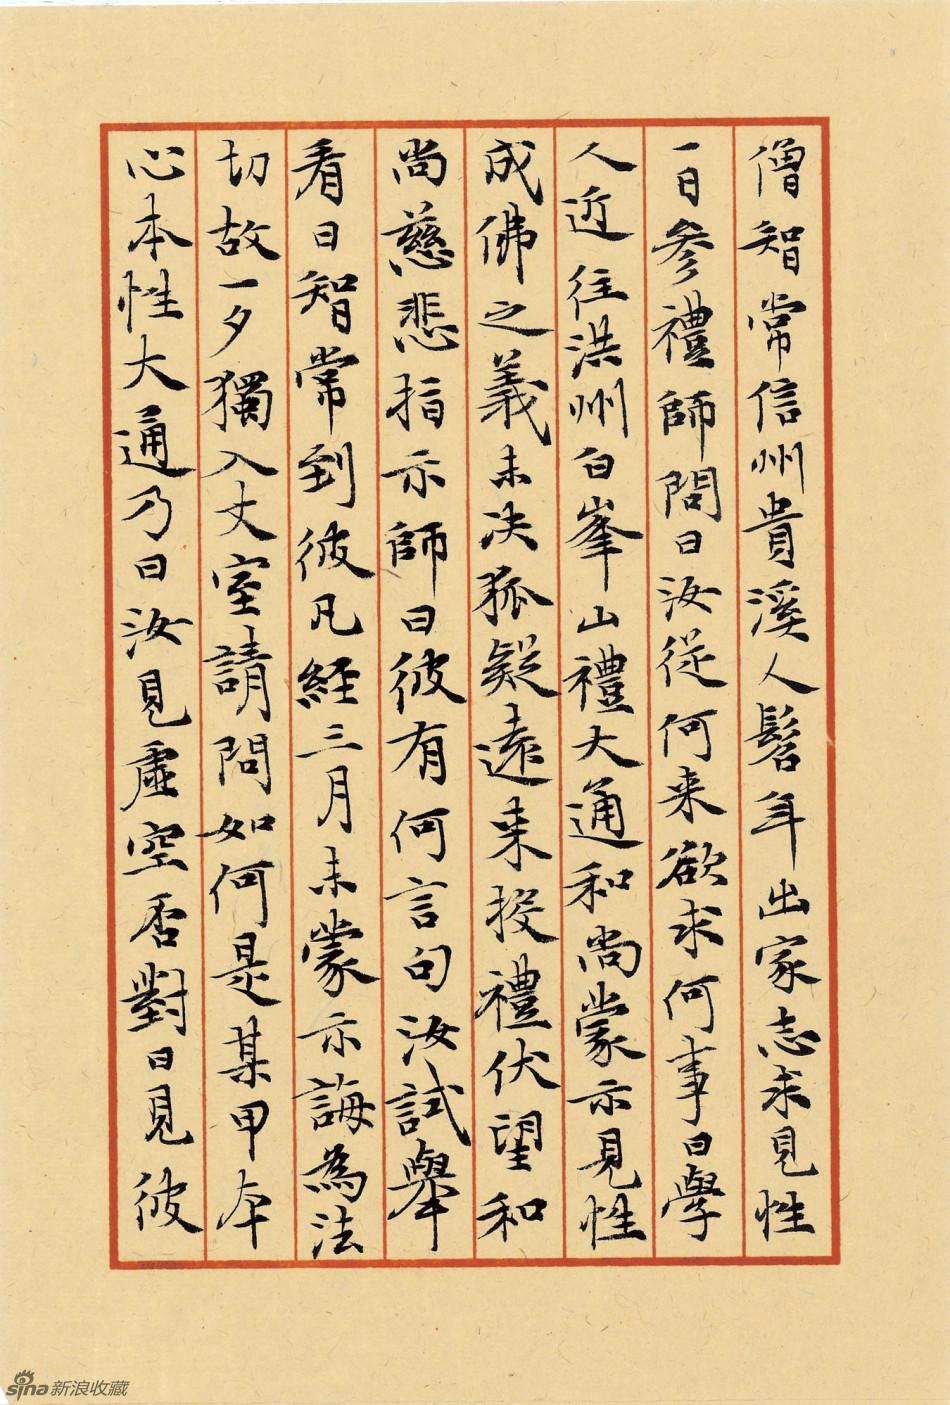 僧智常信州貴溪人髫年出家志求見性
一日參禮師問曰汝從何來欲求何事曰學
人近往洪州白峯山禮大通和尚蒙示見性
成佛之義未决狐疑遠來投禮伏望和
尚慈悲指示師曰彼有何言句汝試舉
看曰智常到彼凡經三月未蒙示誨為法
切故一夕獨入丈室請問如何是某甲本
心本性大通乃曰汝見虛空否對曰見彼
sina新浪收藏